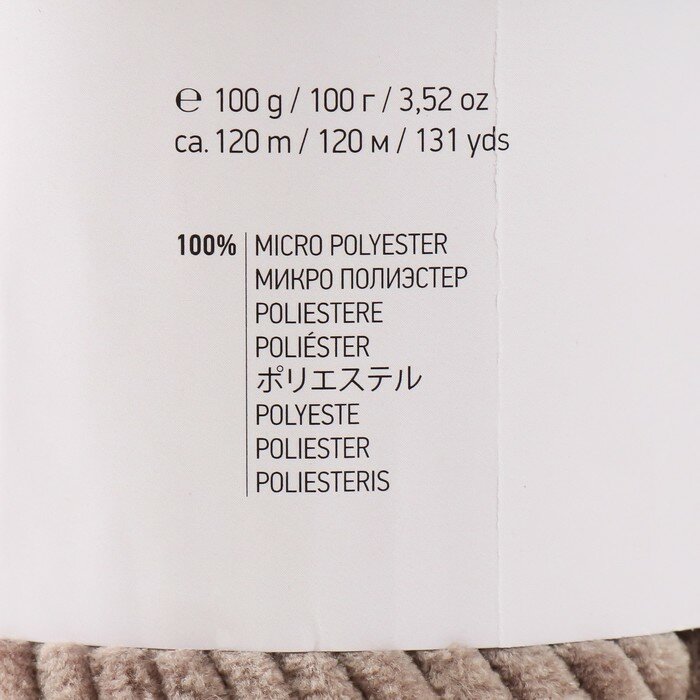 ℮ 100 g / 100 г / 3,52 oz
ca. 120 m / 120 м / 131 yds
100% MICRO POLYESTER
МИКРО ПОЛИЭСТЕР
POLIESTERE
POLIÉSTER
ポリエステル
POLYESTE
POLIESTER
POLIESTERIS